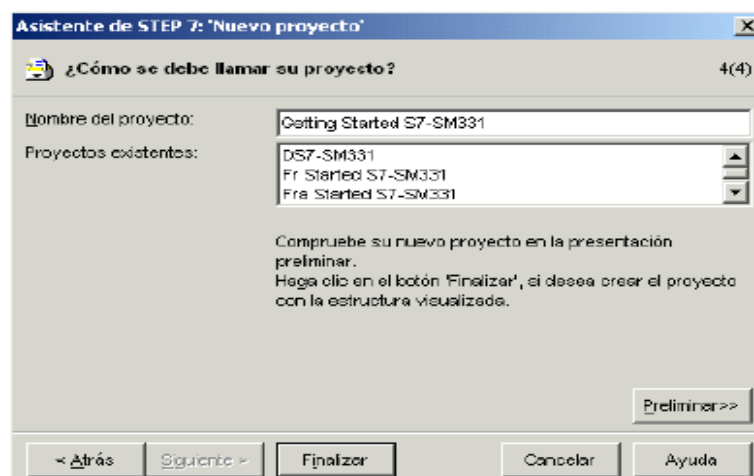 Asistente de STEP 7: 'Nuevo proyecto'
¿Cómo se debe llamar su proyecto? 4(4)
Nombre del proyecto: Getting Started S7-SM331
Proyectos existentes: DS7-SM331
Fr Started S7-SM331
Fra Started S7-SM331
Compruebe su nuevo proyecto en la presentación
preliminar.
Haga clic en el botón 'Finalizar', si desea crear el proyecto
con la estructura visualizada.
Preliminar>>
< Atrás Siguiente > Finalizar Cancelar Ayuda